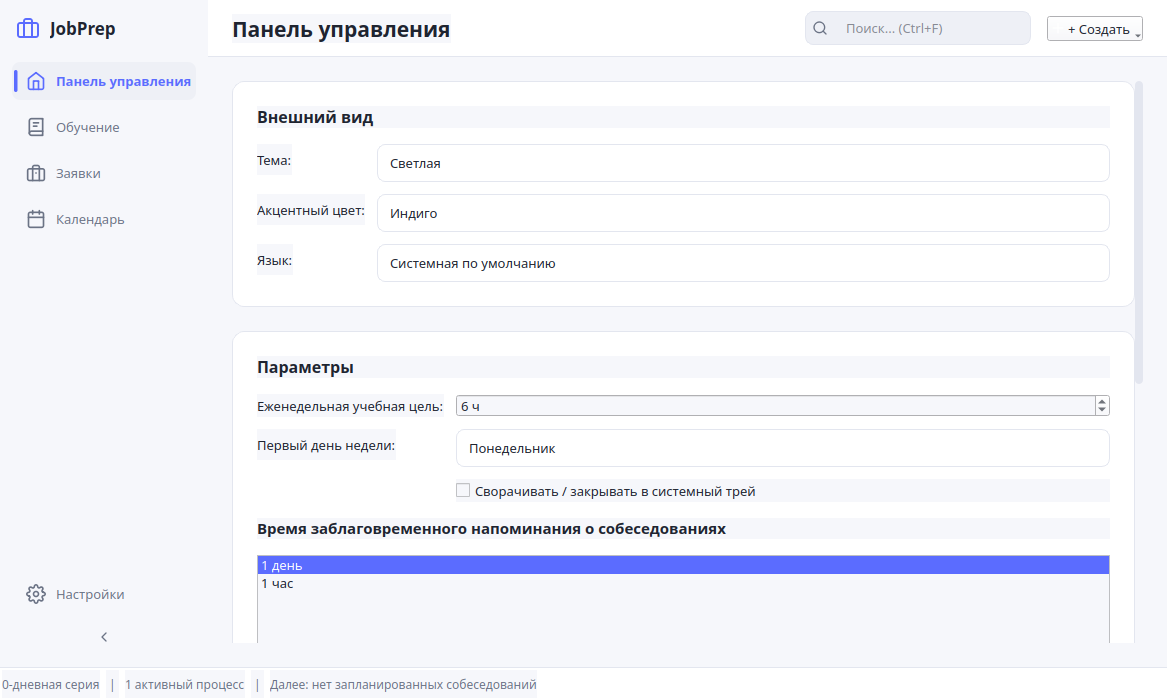 JobPrep
Панель управления
Поиск... (Ctrl+F)
+ Создать
Панель управления
Обучение
Заявки
Календарь
Настройки
Внешний вид
Тема:
Светлая
Акцентный цвет:
Индиго
Язык:
Системная по умолчанию
Параметры
Еженедельная учебная цель:
6 ч
Первый день недели:
Понедельник
Сворачивать / закрывать в системный трей
Время заблаговременного напоминания о собеседованиях
1 день
1 час
0-дневная серия | 1 активный процесс | Далее: нет запланированных собеседований